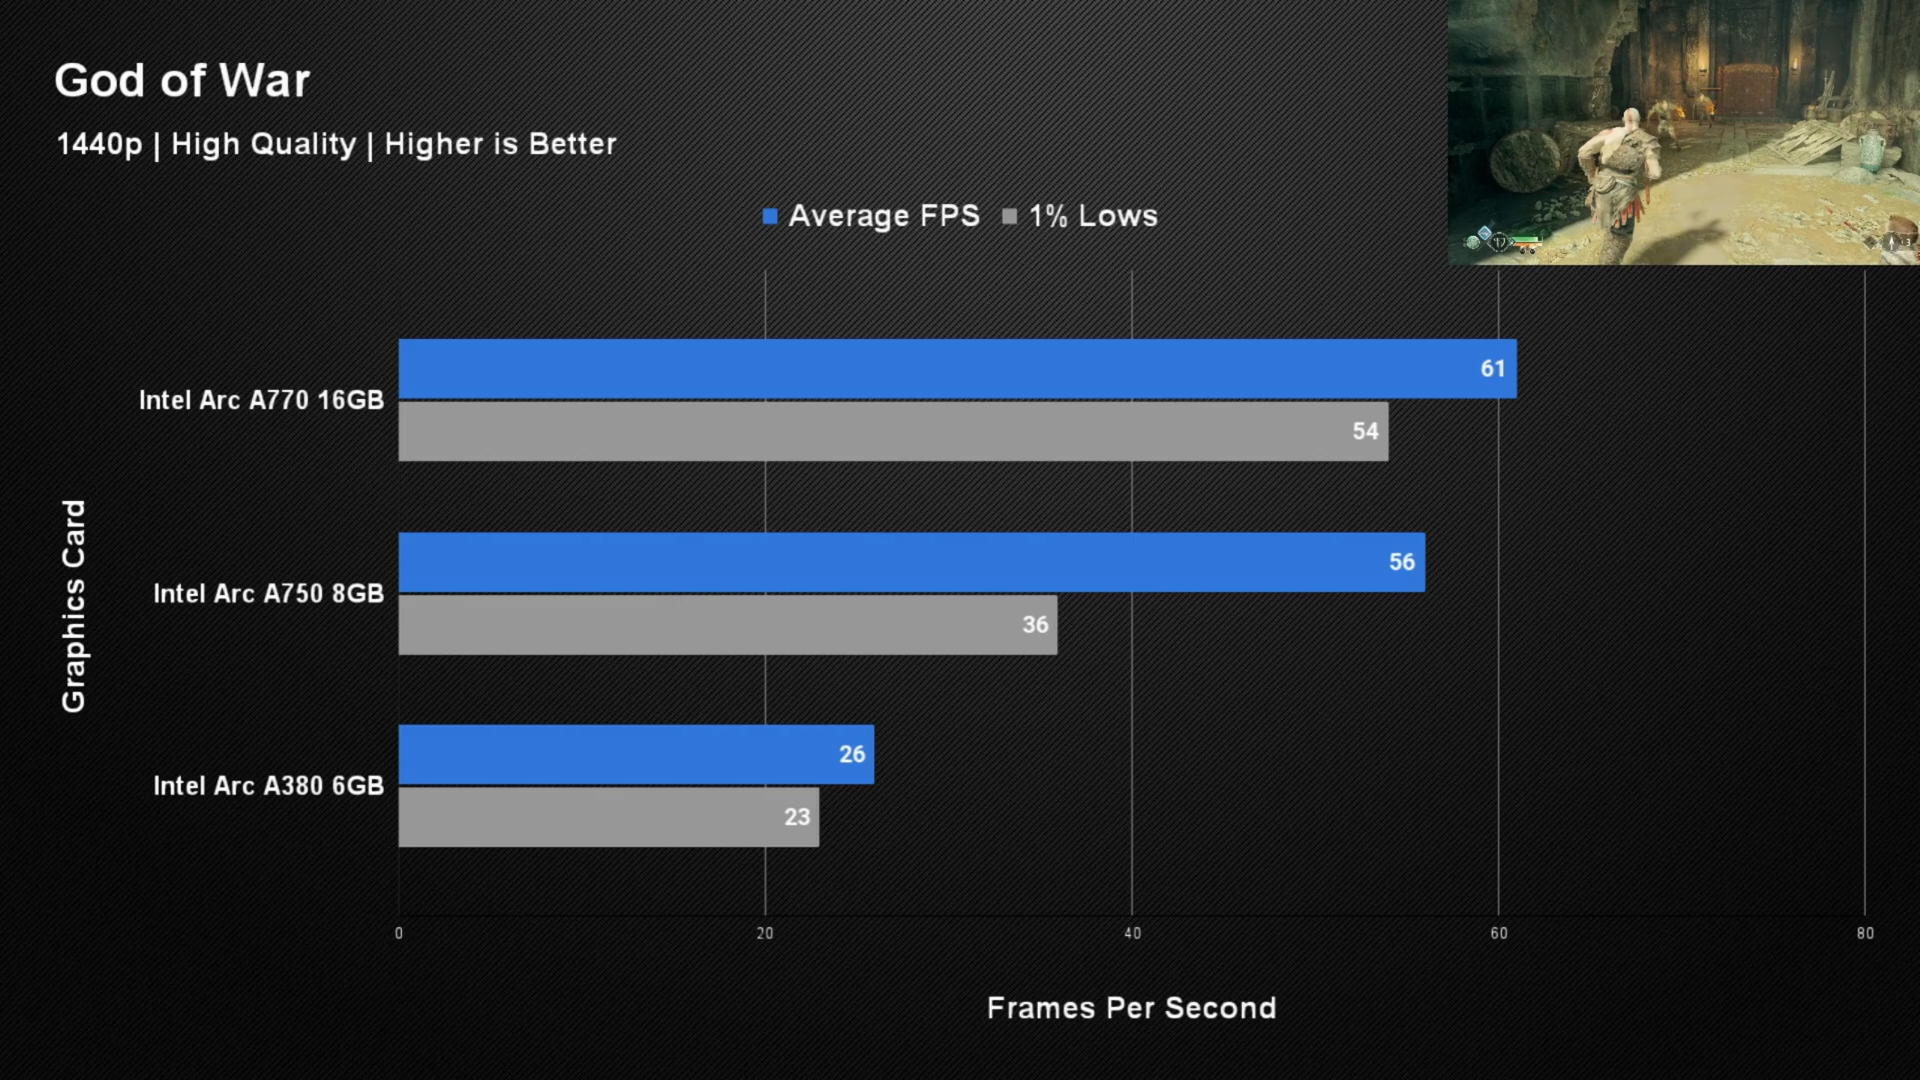 God of War
1440p | High Quality | Higher is Better
Average FPS
1% Lows
Graphics Card
Intel Arc A770 16GB
61
54
Intel Arc A750 8GB
56
36
Intel Arc A380 6GB
26
23
0
20
40
60
80
Frames Per Second